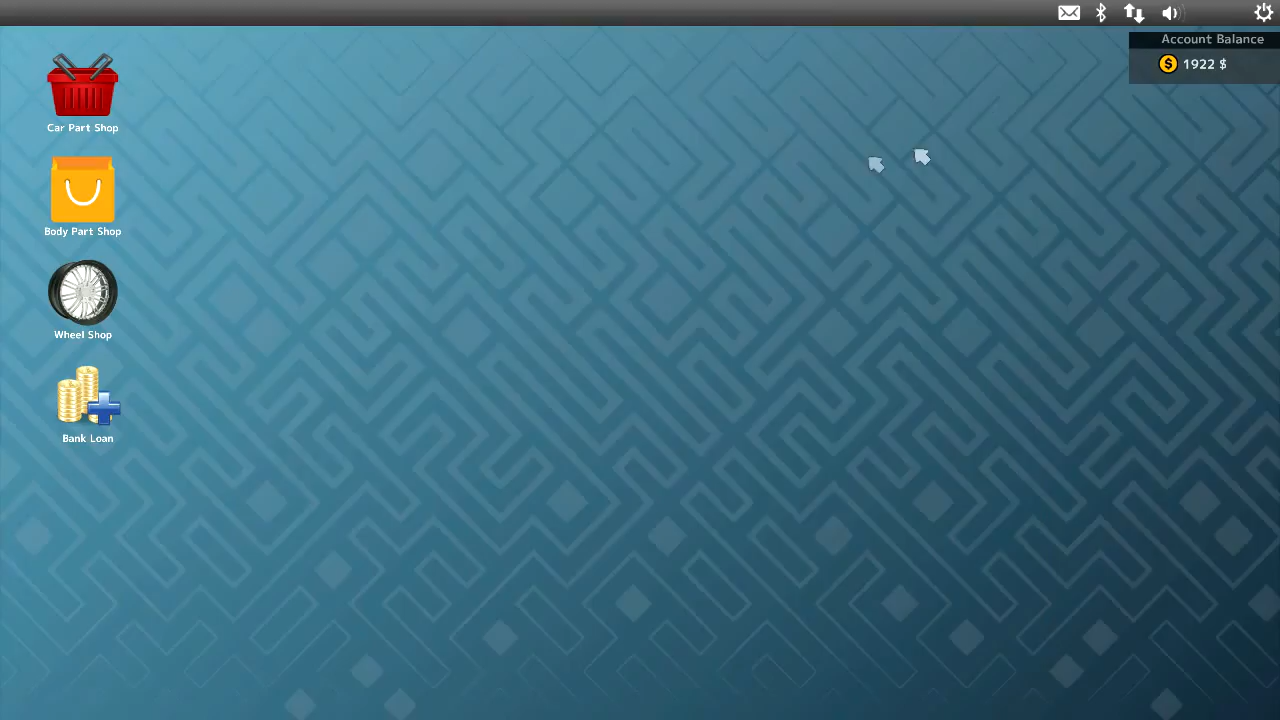 Account Balance
1922 $
Car Part Shop
Body Part Shop
Wheel Shop
Bank Loan